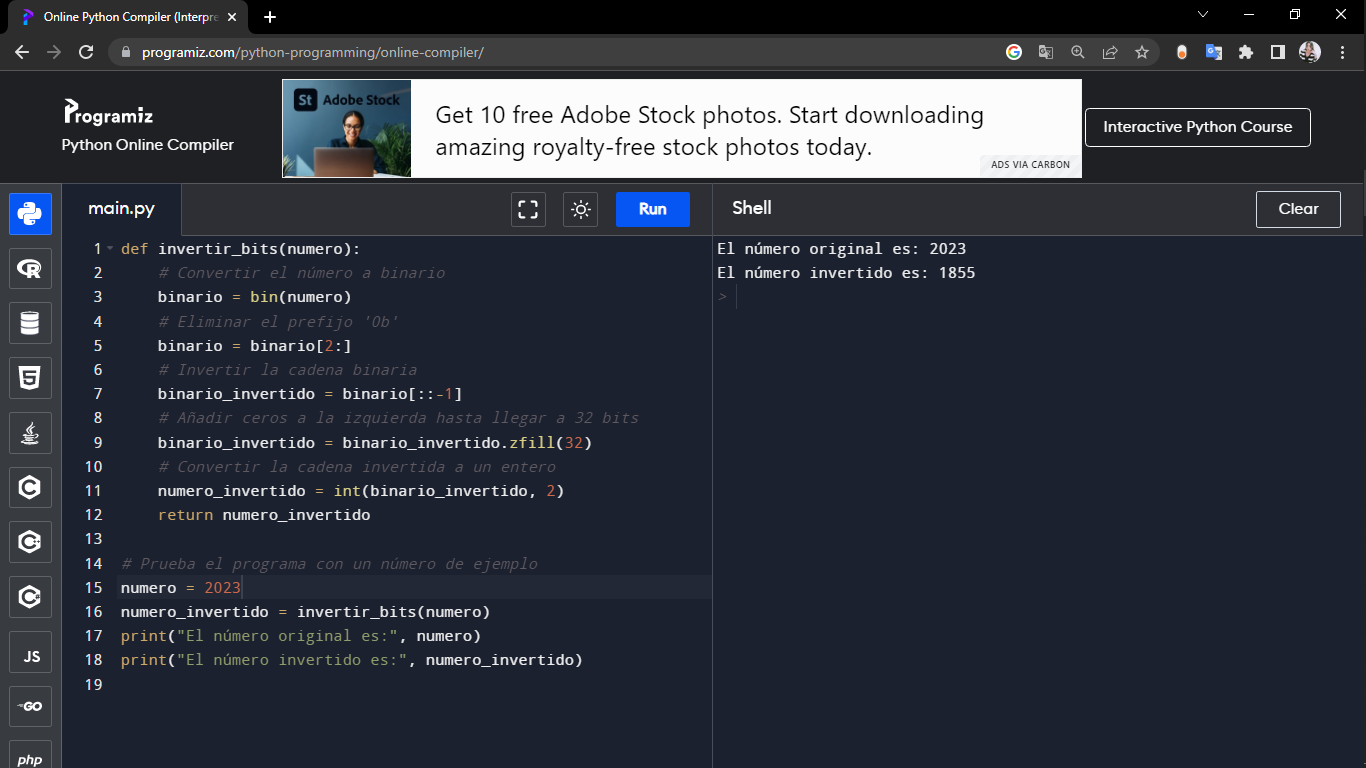 Online Python Compiler (Interpre
programiz.com/python-programming/online-compiler/
Programiz
Python Online Compiler
St Adobe Stock
Get 10 free Adobe Stock photos. Start downloading
amazing royalty-free stock photos today.
ADS VIA CARBON
Interactive Python Course
main.py
Run
Shell
Clear
1 def invertir_bits(numero):
2     # Convertir el número a binario
3     binario = bin(numero)
4     # Eliminar el prefijo '0b'
5     binario = binario[2:]
6     # Invertir la cadena binaria
7     binario_invertido = binario[::-1]
8     # Añadir ceros a la izquierda hasta llegar a 32 bits
9     binario_invertido = binario_invertido.zfill(32)
10     # Convertir la cadena invertida a un entero
11     numero_invertido = int(binario_invertido, 2)
12     return numero_invertido
13
14 # Prueba el programa con un número de ejemplo
15 numero = 2023
16 numero_invertido = invertir_bits(numero)
17 print("El número original es:", numero)
18 print("El número invertido es:", numero_invertido)
19
El número original es: 2023
El número invertido es: 1855
>
R
5
C
C++
C#
JS
GO
php